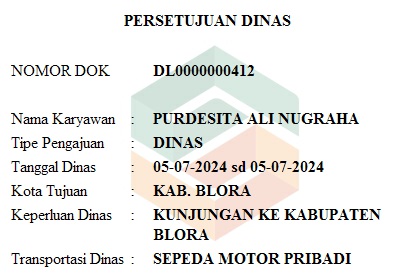 PERSETUJUAN DINAS
NOMOR DOK DL0000000412
Nama Karyawan : PURDESITA ALI NUGRAHA
Tipe Pengajuan : DINAS
Tanggal Dinas : 05-07-2024 sd 05-07-2024
Kota Tujuan : KAB. BLORA
Keperluan Dinas : KUNJUNGAN KE KABUPATEN
BLORA
Transportasi Dinas : SEPEDA MOTOR PRIBADI